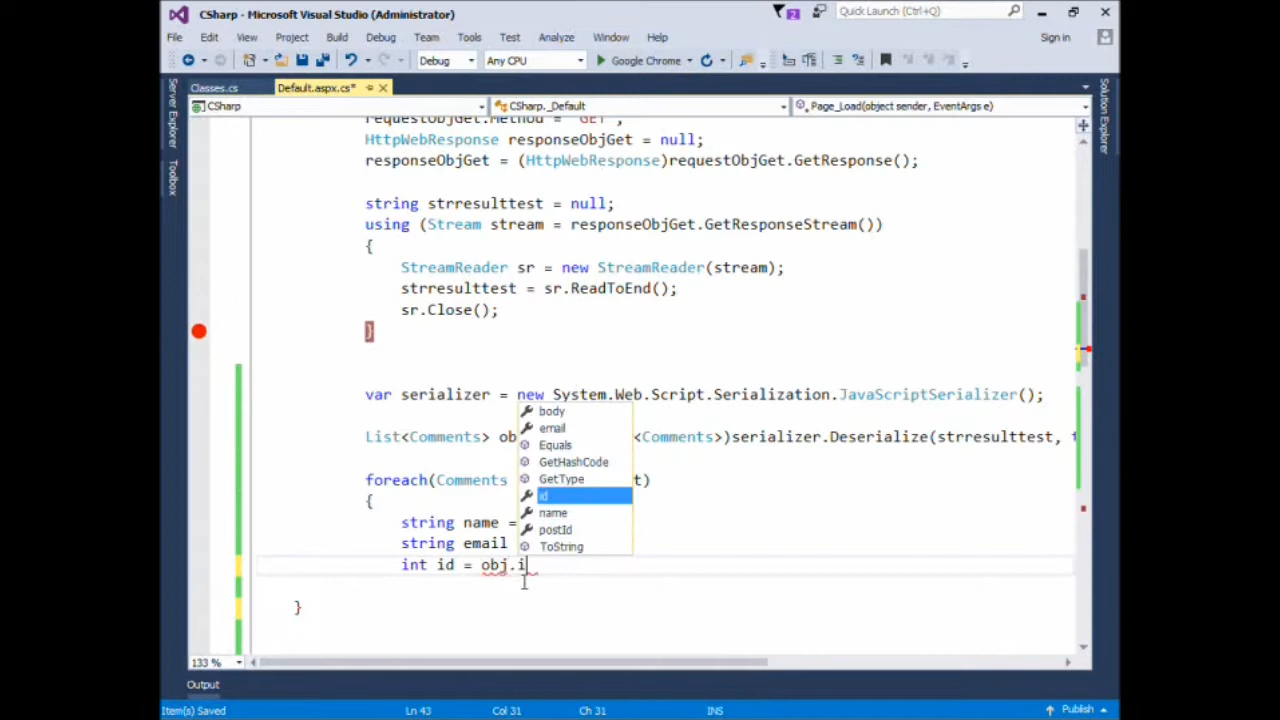 CSharp - Microsoft Visual Studio (Administrator)
2
Quick Launch (Ctrl+Q)
File Edit View Project Build Debug Team Tools Test Analyze Window Help
Sign in
Debug Any CPU Google Chrome
Server Explorer
Toolbox
Solution Explorer
Classes.cs Default.aspx.cs*
CSharp CSharp._Default Page_Load(object sender, EventArgs e)
requestObjGet.Method = "GET";
HttpWebResponse responseObjGet = null;
responseObjGet = (HttpWebResponse)requestObjGet.GetResponse();
string strresulttest = null;
using (Stream stream = responseObjGet.GetResponseStream())
{
StreamReader sr = new StreamReader(stream);
strresulttest = sr.ReadToEnd();
sr.Close();
}
var serializer = new System.Web.Script.Serialization.JavaScriptSerializer();
List<Comments> ob <Comments>)serializer.Deserialize(strresulttest, t
foreach(Comments t)
{
string name =
string email
int id = obj.i
}
body
email
Equals
GetHashCode
GetType
id
name
postId
ToString
133 %
Output
Item(s) Saved Ln 43 Col 31 Ch 31 INS Publish